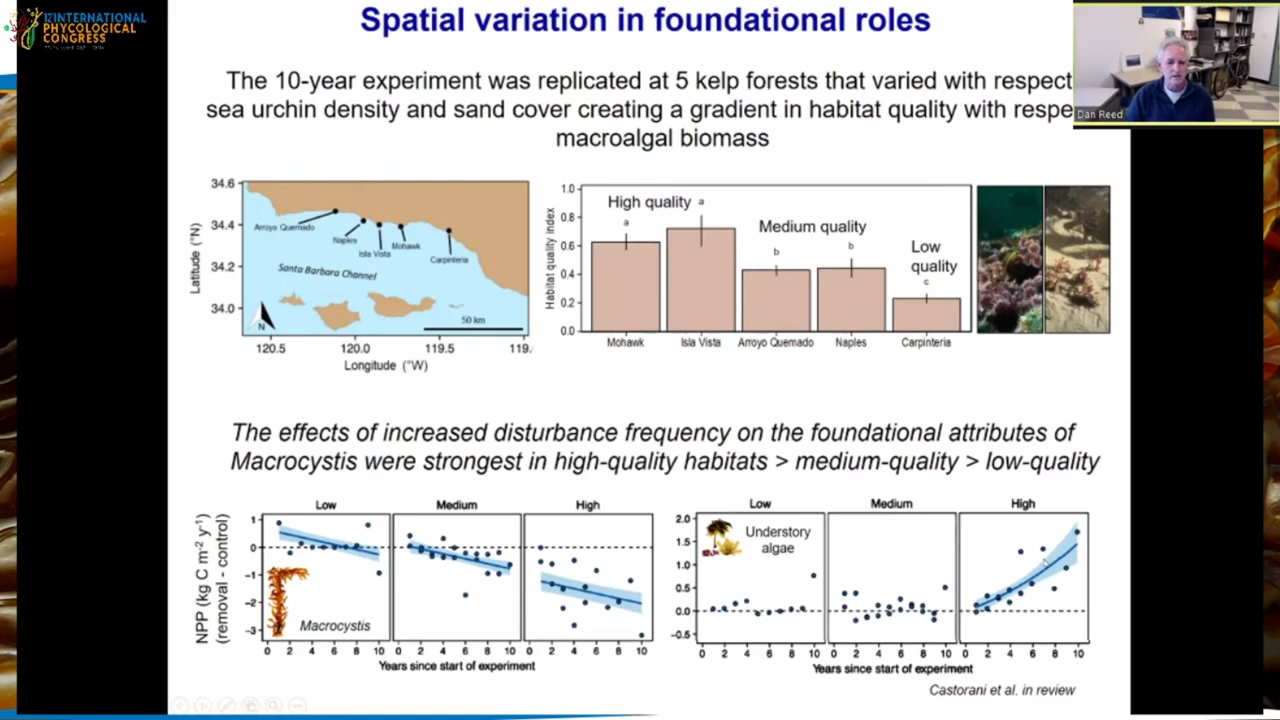 12 INTERNATIONAL
PHYCOLOGICAL
CONGRESS
Dan Reed
Spatial variation in foundational roles
The 10-year experiment was replicated at 5 kelp forests that varied with respect
sea urchin density and sand cover creating a gradient in habitat quality with respe
macroalgal biomass
34.6
34.4
34.2
34.0
Latitude (°N)
Arroyo Quemado
Naples
Isla Vista
Mohawk
Carpinteria
Santa Barbara Channel
N
50 km
120.5 120.0 119.5 119.
Longitude (°W)
Habitat quality index
1.0
0.8
0.6
0.4
0.2
0.0
High quality
Medium quality
Low
quality
a a b b c
Mohawk Isla Vista Arroyo Quemado Naples Carpinteria
The effects of increased disturbance frequency on the foundational attributes of
Macrocystis were strongest in high-quality habitats > medium-quality > low-quality
NPP (kg C m-2 y-1)
(removal - control)
Low Medium High
1
0
−1
−2
−3
Macrocystis
0 2 4 6 8 10 0 2 4 6 8 10 0 2 4 6 8 10
Years since start of experiment
Low Medium High
2.0
1.5
1.0
0.5
0.0
−0.5
Understory
algae
0 2 4 6 8 10 0 2 4 6 8 10 0 2 4 6 8 10
Years since start of experiment
Castorani et al. in review